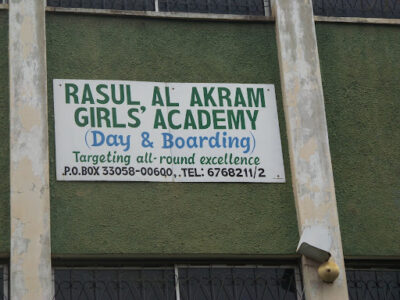 RASUL AL AKRAM
GIRLS' ACADEMY
(Day & Boarding)
Targeting all-round excellence
P.O.BOX 33058-00600,. TEL: 6768211/2